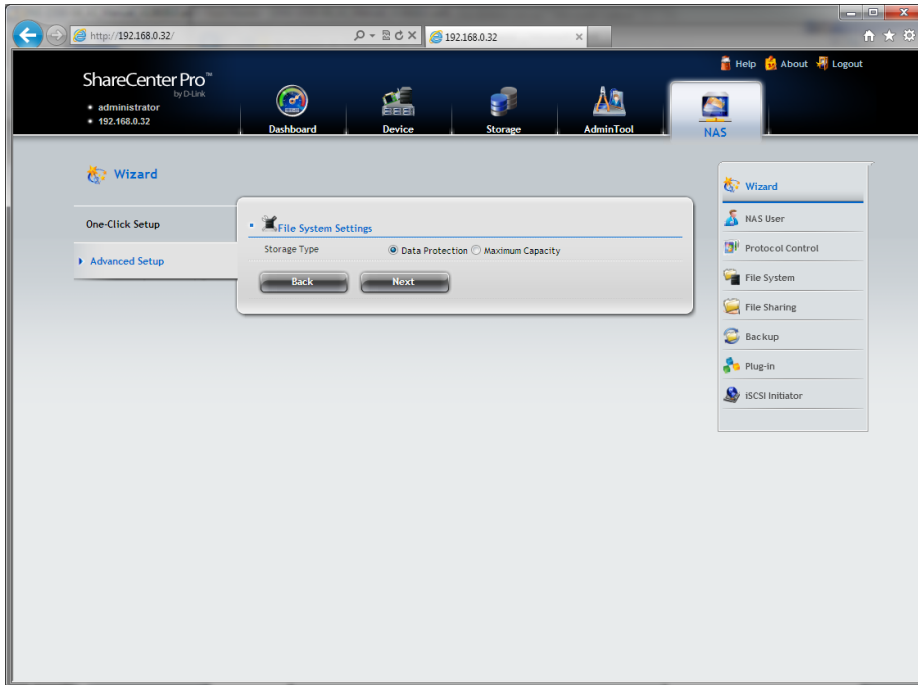 http://192.168.0.32/
192.168.0.32
Help About Logout
ShareCenter Pro™
by D-Link
administrator
192.168.0.32
Dashboard Device Storage AdminTool NAS
Wizard
One-Click Setup
Advanced Setup
File System Settings
Storage Type Data Protection Maximum Capacity
Back Next
Wizard
NAS User
Protocol Control
File System
File Sharing
Backup
Plug-in
iSCSI Initiator